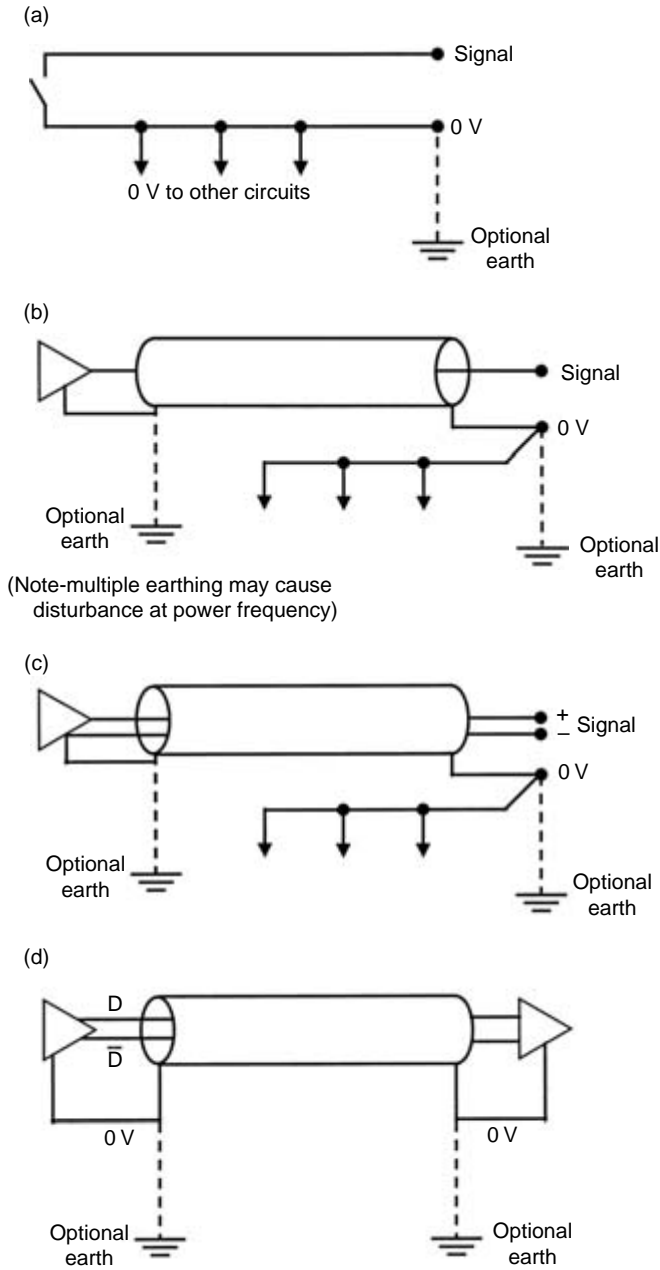 (a)
Signal
0 V
0 V to other circuits
Optional
earth
(b)
Signal
0 V
Optional
earth
Optional
earth
(Note-multiple earthing may cause
disturbance at power frequency)
(c)
+
− Signal
0 V
Optional
earth
Optional
earth
(d)
D
D̅
0 V
0 V
Optional
earth
Optional
earth